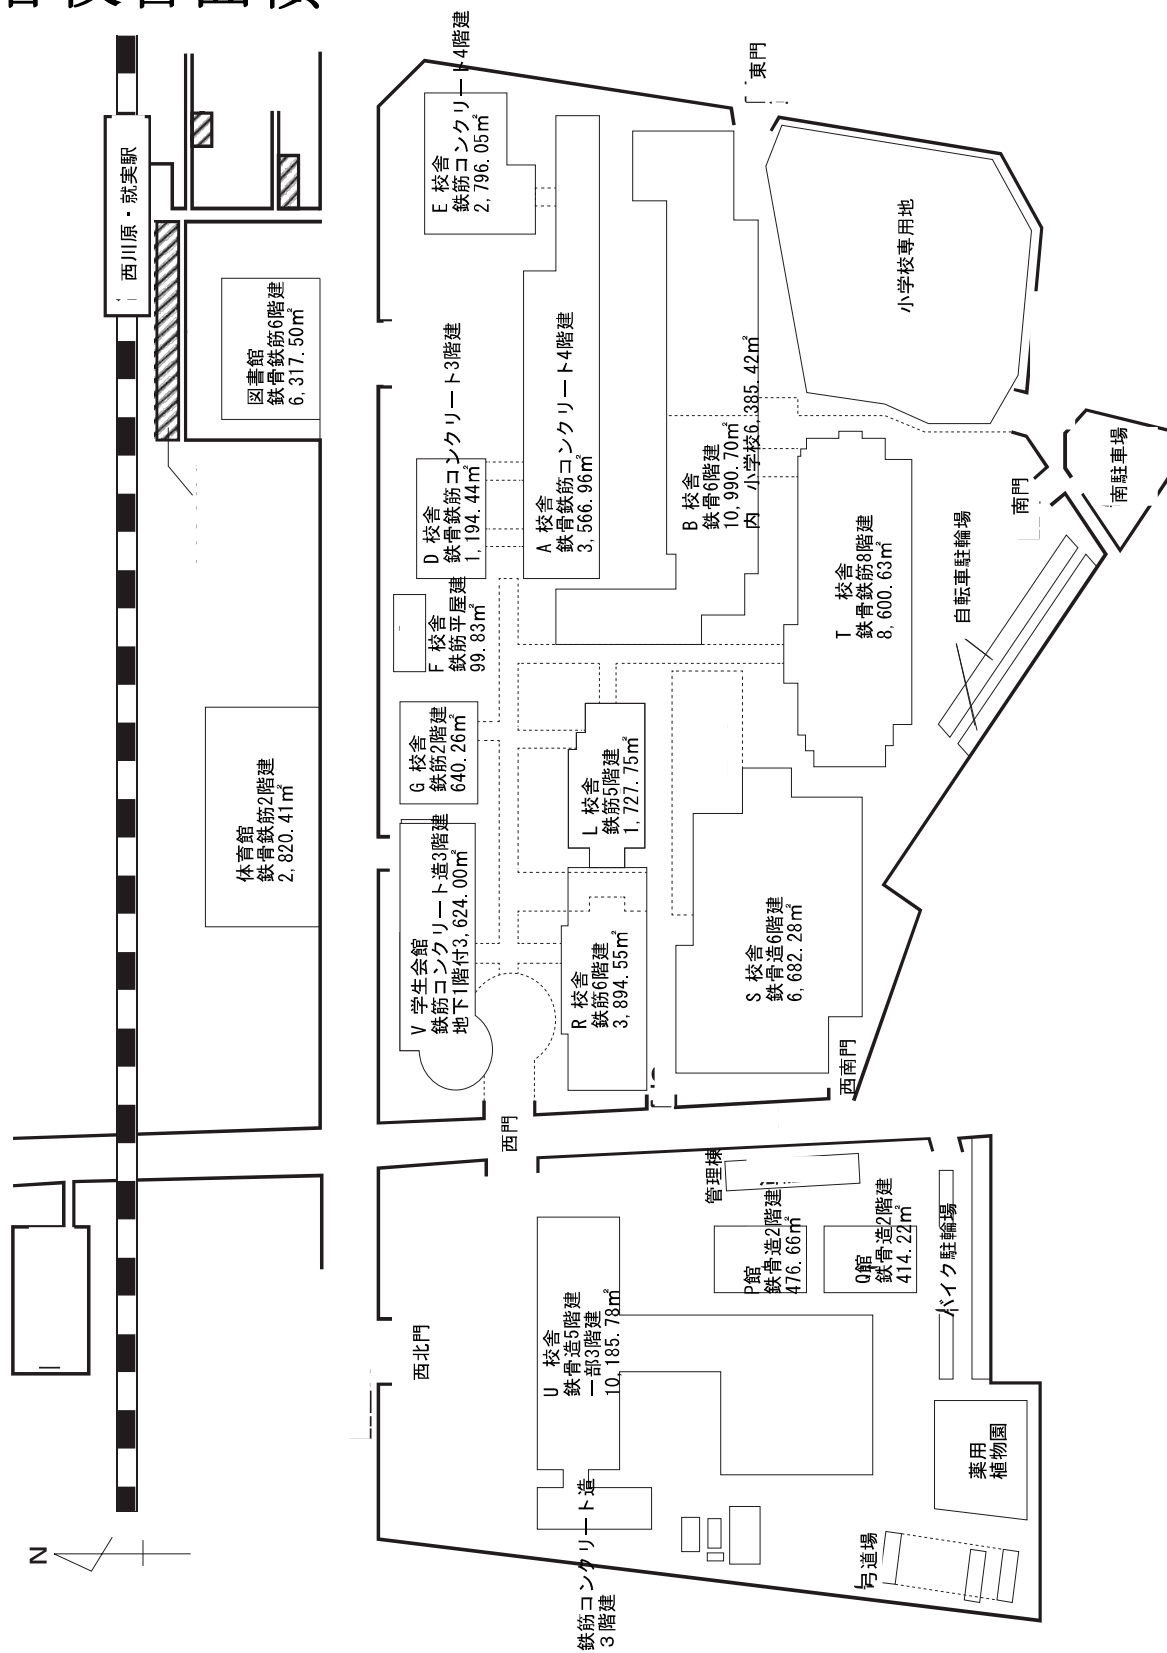 N
西川原・就実駅
図書館
鉄骨鉄筋6階建
6,317.50㎡
体育館
鉄骨鉄筋2階建
2,820.41㎡
E 校舎
鉄筋コンクリート4階建
2,796.05㎡
D 校舎
鉄骨鉄筋コンクリート3階建
1,194.44㎡
A 校舎
鉄骨鉄筋コンクリート4階建
3,566.96㎡
B 校舎
鉄骨6階建
10,990.70㎡
内 小学校6,385.42㎡
F 校舎
鉄筋平屋建
99.83㎡
G 校舎
鉄筋2階建
640.26㎡
V 学生会館
鉄筋コンクリート造3階建
地下1階付3,624.00㎡
L 校舎
鉄筋5階建
1,727.75㎡
R 校舎
鉄筋6階建
3,894.55㎡
T 校舎
鉄骨鉄筋8階建
8,600.63㎡
S 校舎
鉄骨造6階建
6,682.28㎡
小学校専用地
東門
南門
南駐車場
自転車駐輪場
西南門
西門
西北門
管理棟
P館
鉄骨造2階建
476.66㎡
Q館
鉄骨造2階建
414.22㎡
バイク駐輪場
U 校舎
鉄骨造5階建
一部3階建
10,185.78㎡
鉄筋コンクリート造
3階建
薬用
植物園
弓道場